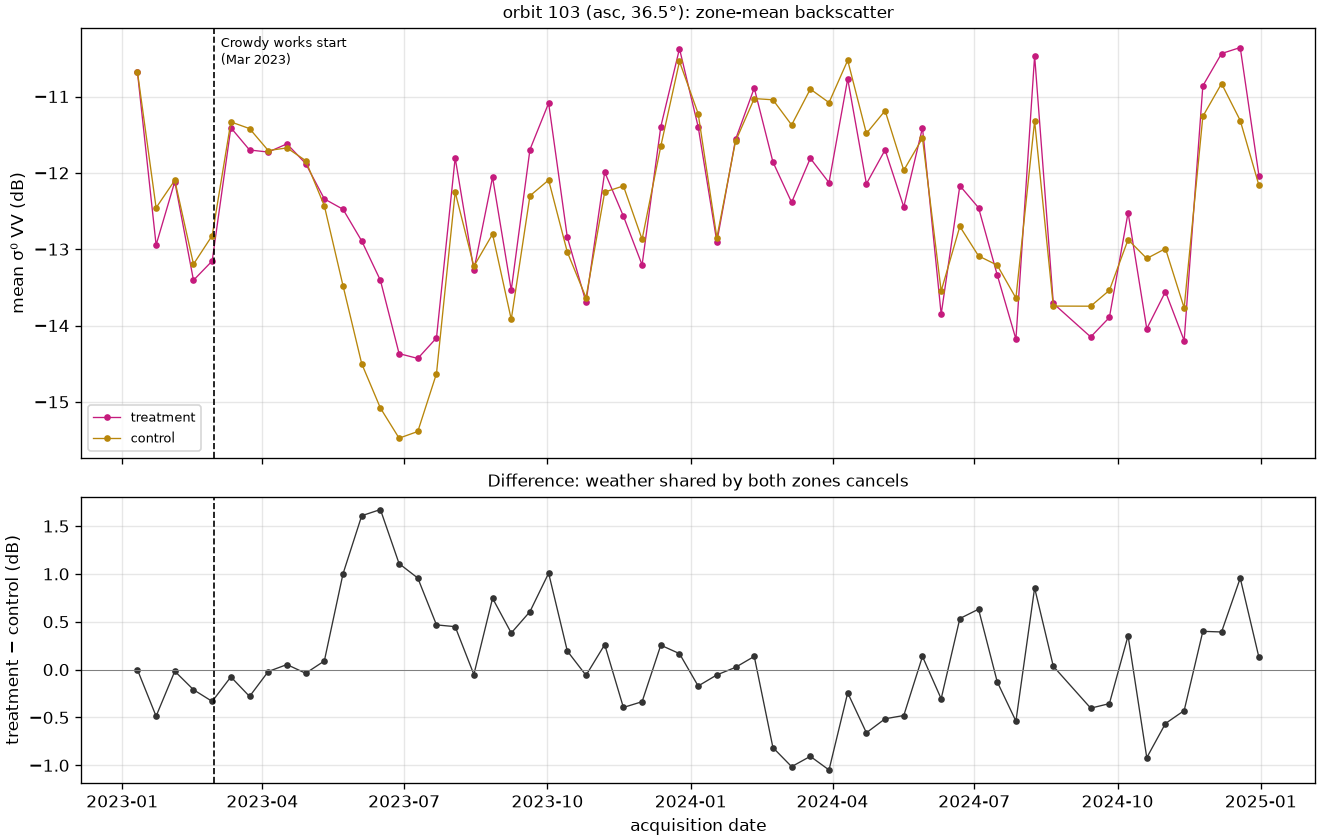 orbit 103 (asc, 36.5°): zone-mean backscatter
Crowdy works start
(Mar 2023)
mean σ⁰ VV (dB)
−11
−12
−13
−14
−15
treatment
control
Difference: weather shared by both zones cancels
treatment − control (dB)
1.5
1.0
0.5
0.0
−0.5
−1.0
2023-01 2023-04 2023-07 2023-10 2024-01 2024-04 2024-07 2024-10 2025-01
acquisition date